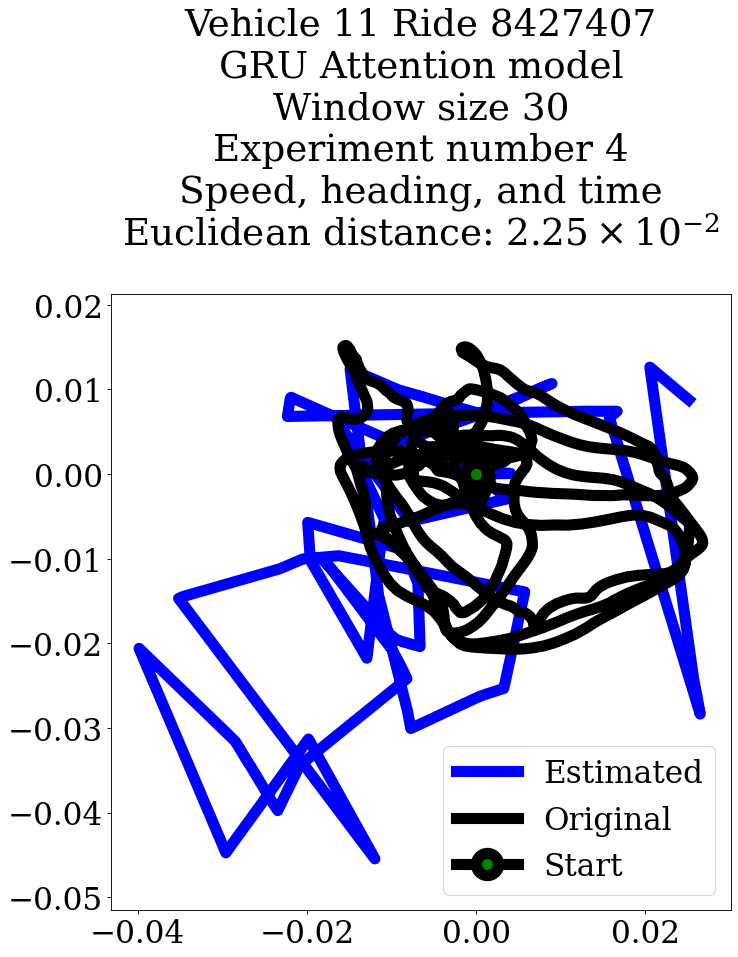 Vehicle 11 Ride 8427407
GRU Attention model
Window size 30
Experiment number 4
Speed, heading, and time
Euclidean distance: 2.25 × 10⁻²
0.02
0.01
0.00
−0.01
−0.02
−0.03
−0.04
−0.05
Estimated
Original
Start
−0.04 −0.02 0.00 0.02